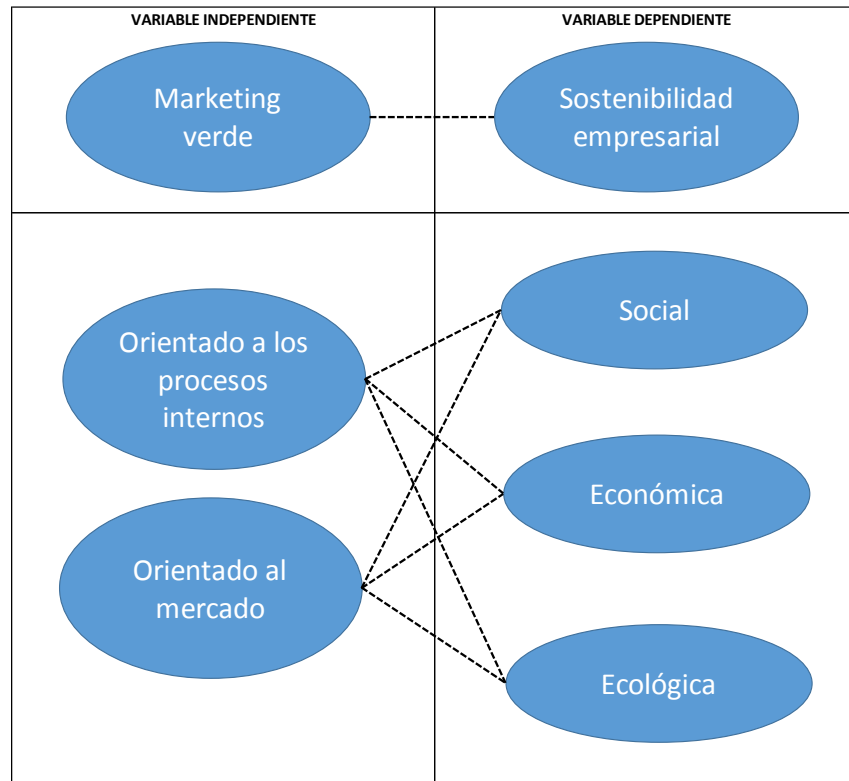 VARIABLE INDEPENDIENTE
VARIABLE DEPENDIENTE
Marketing
verde
Sostenibilidad
empresarial
Orientado a los
procesos
internos
Orientado al
mercado
Social
Económica
Ecológica